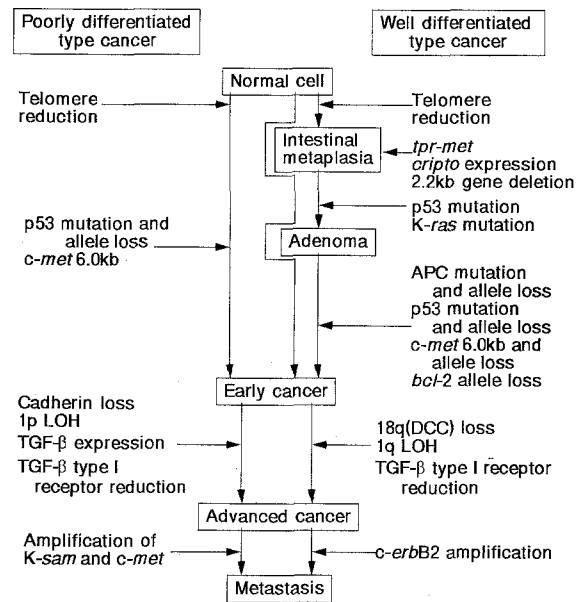 Poorly differentiated
type cancer
Well differentiated
type cancer
Normal cell
Telomere
reduction
Telomere
reduction
Intestinal
metaplasia
tpr-met
cripto expression
2.2kb gene deletion
p53 mutation
K-ras mutation
p53 mutation and
allele loss
c-met 6.0kb
Adenoma
APC mutation
and allele loss
p53 mutation
and allele loss
c-met 6.0kb and
allele loss
bcl-2 allele loss
Early cancer
Cadherin loss
1p LOH
TGF-β expression
TGF-β type I
receptor reduction
18q(DCC) loss
1q LOH
TGF-β type I receptor
reduction
Advanced cancer
Amplification of
K-sam and c-met
c-erbB2 amplification
Metastasis